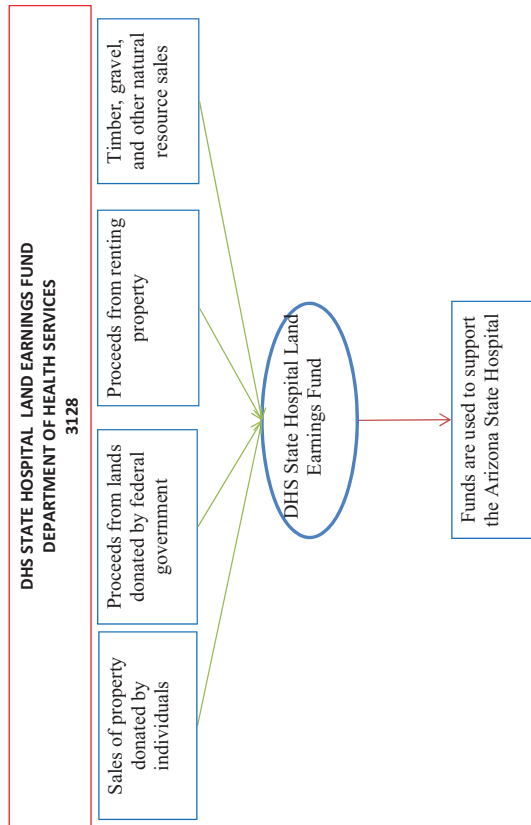 DHS STATE HOSPITAL LAND EARNINGS FUND
DEPARTMENT OF HEALTH SERVICES
3128
Sales of property
donated by
individuals
Proceeds from lands
donated by federal
government
Proceeds from renting
property
Timber, gravel,
and other natural
resource sales
DHS State Hospital Land
Earnings Fund
Funds are used to support
the Arizona State Hospital